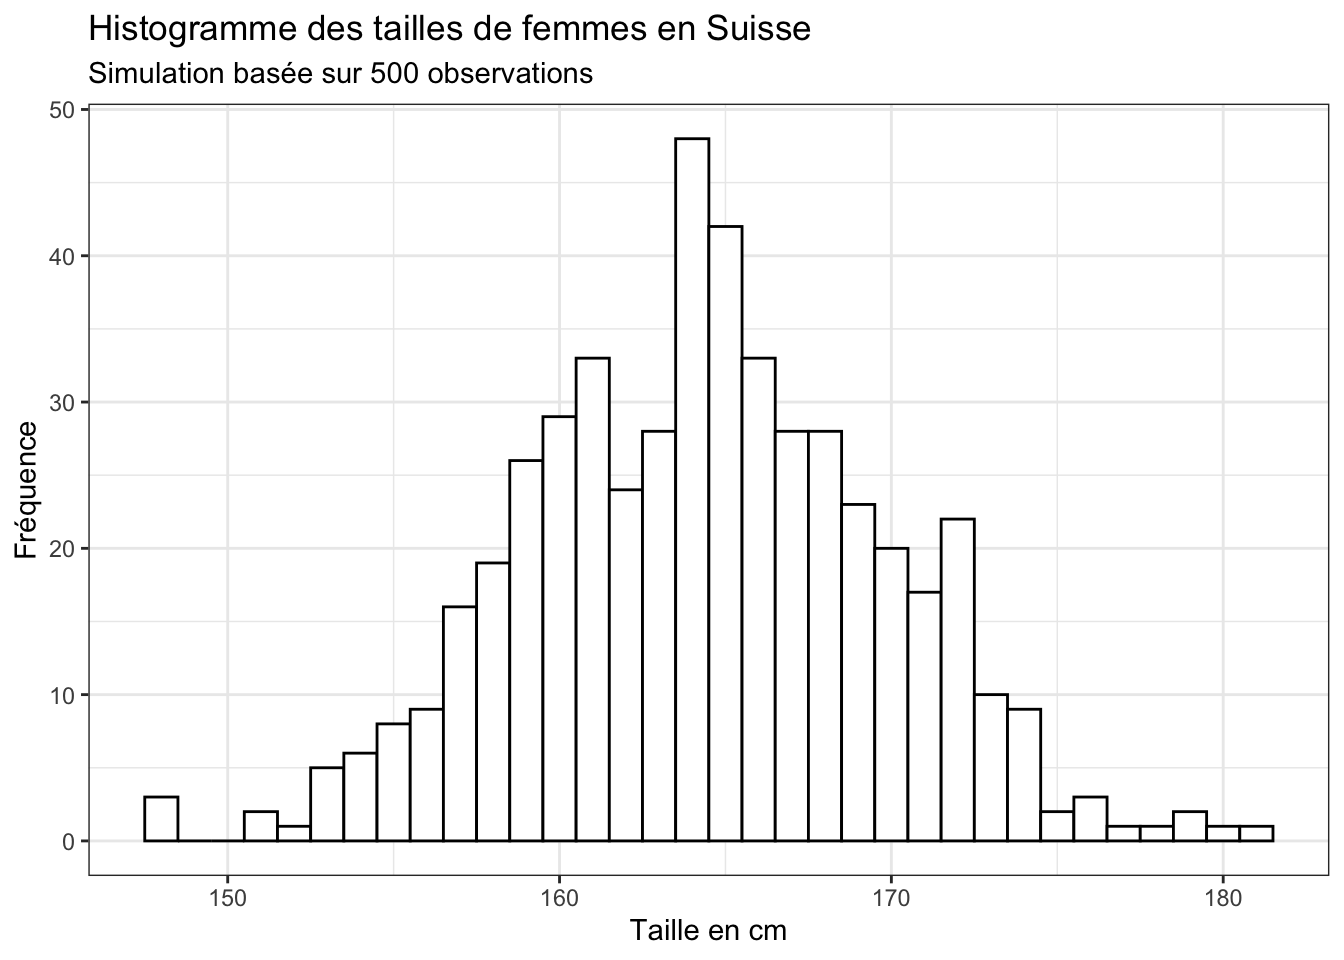 Histogramme des tailles de femmes en Suisse
Simulation basée sur 500 observations
50
40
30
20
10
0
Fréquence
150 160 170 180
Taille en cm